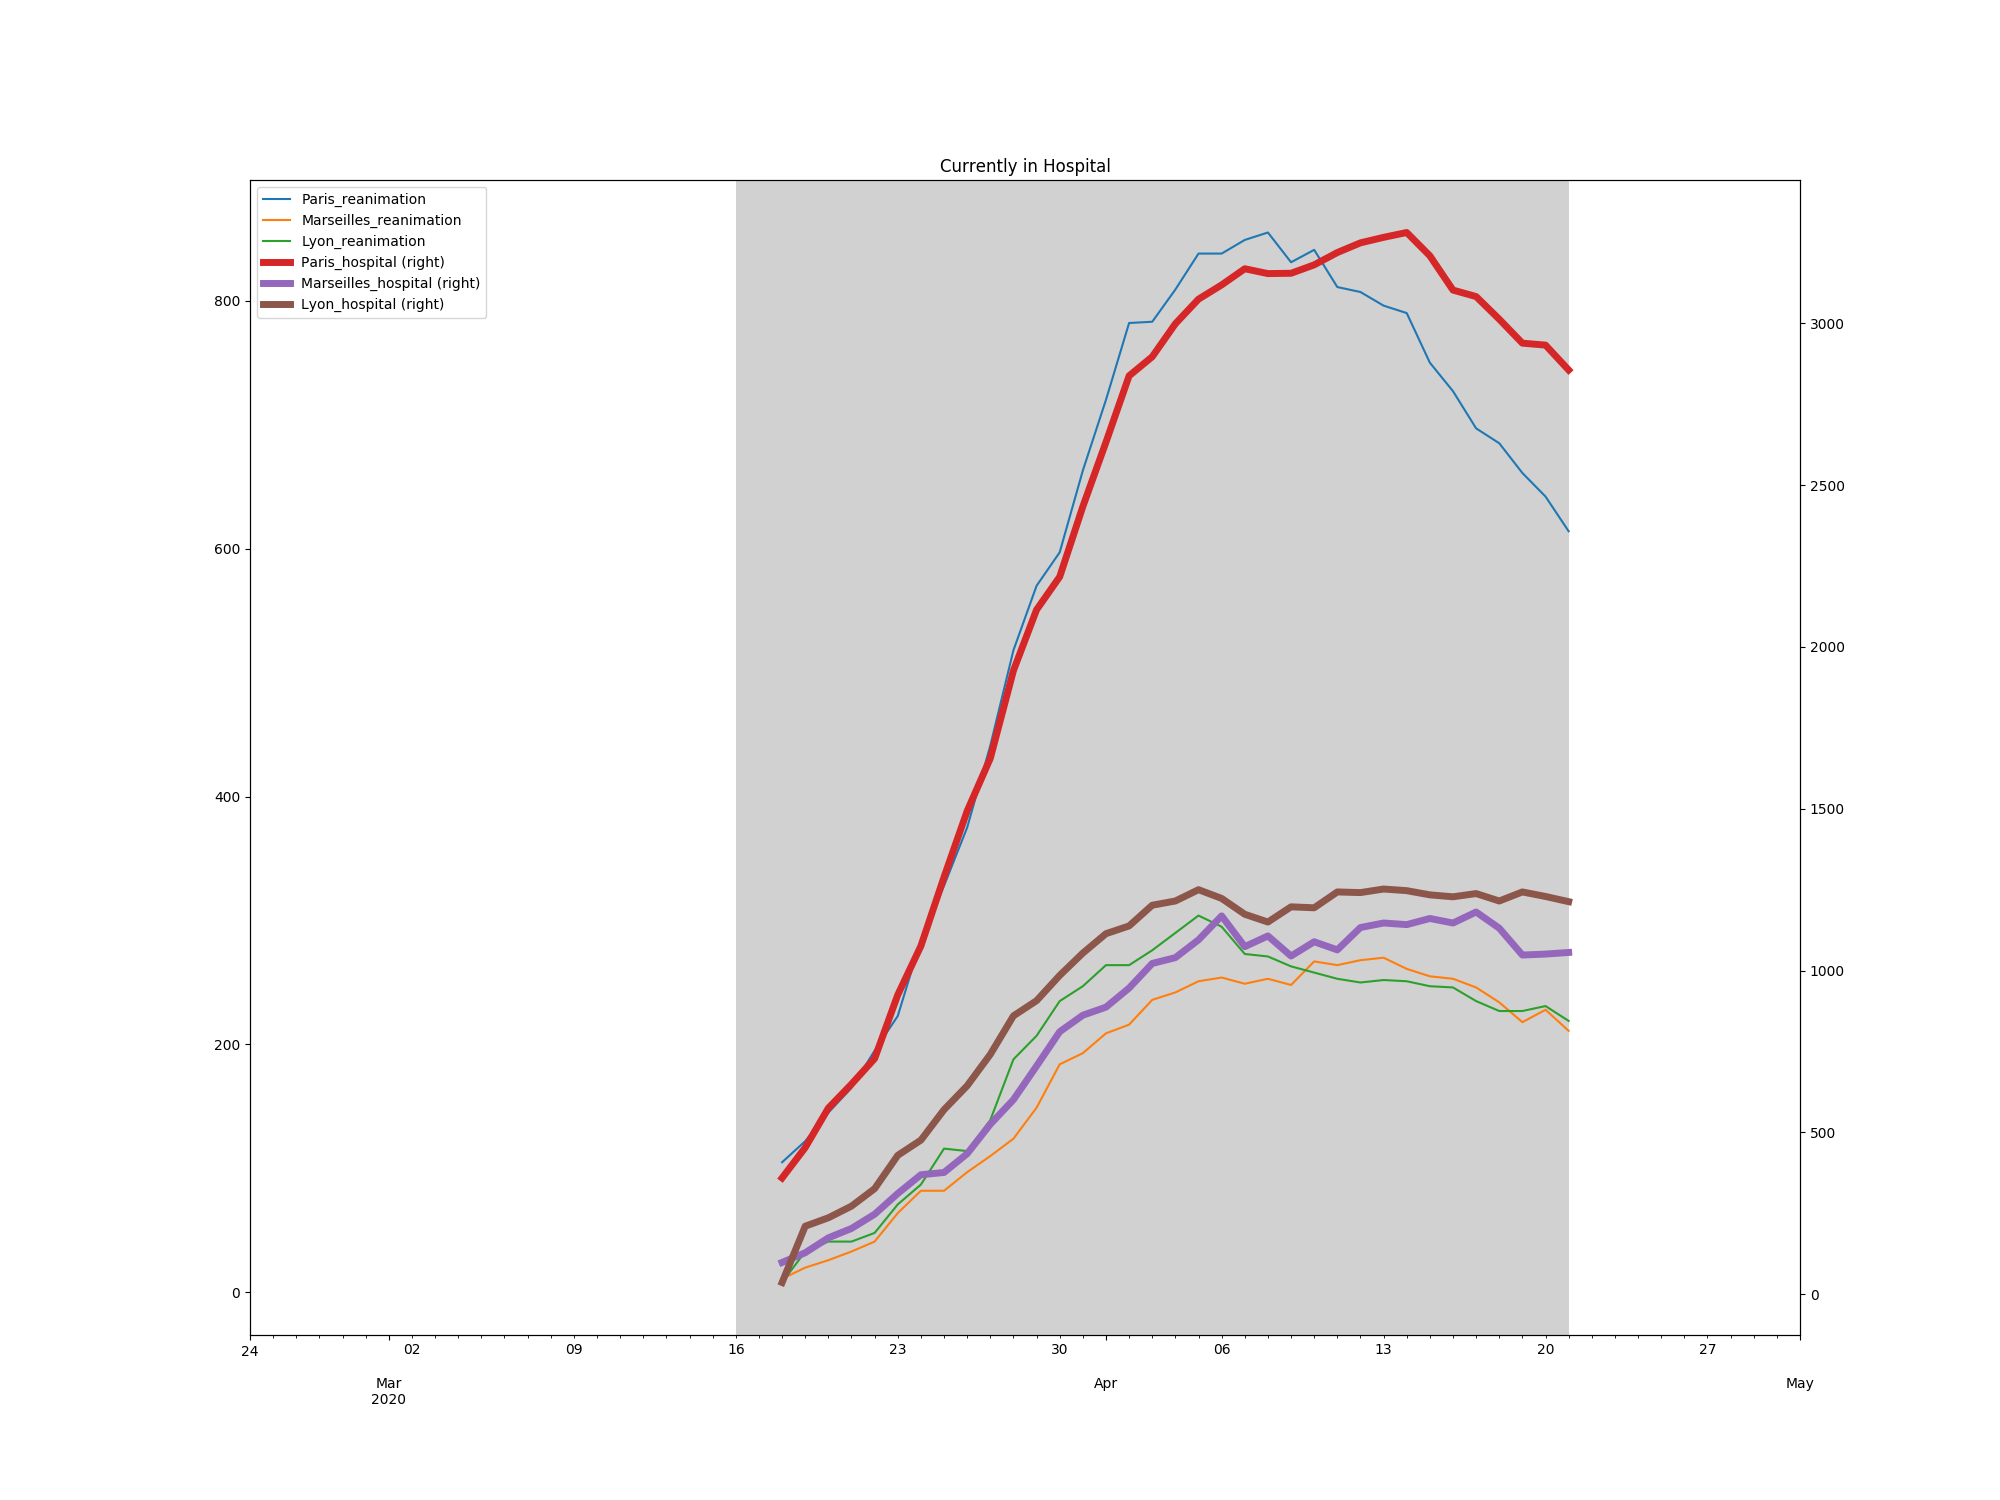 Currently in Hospital
Paris_reanimation
Marseilles_reanimation
Lyon_reanimation
Paris_hospital (right)
Marseilles_hospital (right)
Lyon_hospital (right)
800
600
400
200
0
3000
2500
2000
1500
1000
500
0
24 02 09 16 23 30 06 13 20 27
Mar Apr May
2020